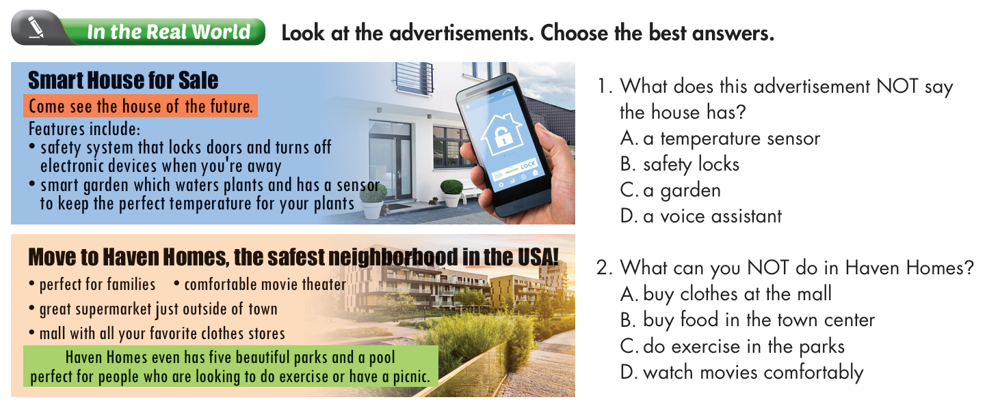 In the Real World
Look at the advertisements. Choose the best answers.
Smart House for Sale
Come see the house of the future.
Features include:
• safety system that locks doors and turns off
electronic devices when you're away
• smart garden which waters plants and has a sensor
to keep the perfect temperature for your plants
LOCK
Move to Haven Homes, the safest neighborhood in the USA!
• perfect for families • comfortable movie theater
• great supermarket just outside of town
• mall with all your favorite clothes stores
Haven Homes even has five beautiful parks and a pool
perfect for people who are looking to do exercise or have a picnic.
1. What does this advertisement NOT say
the house has?
A. a temperature sensor
B. safety locks
C. a garden
D. a voice assistant
2. What can you NOT do in Haven Homes?
A. buy clothes at the mall
B. buy food in the town center
C. do exercise in the parks
D. watch movies comfortably